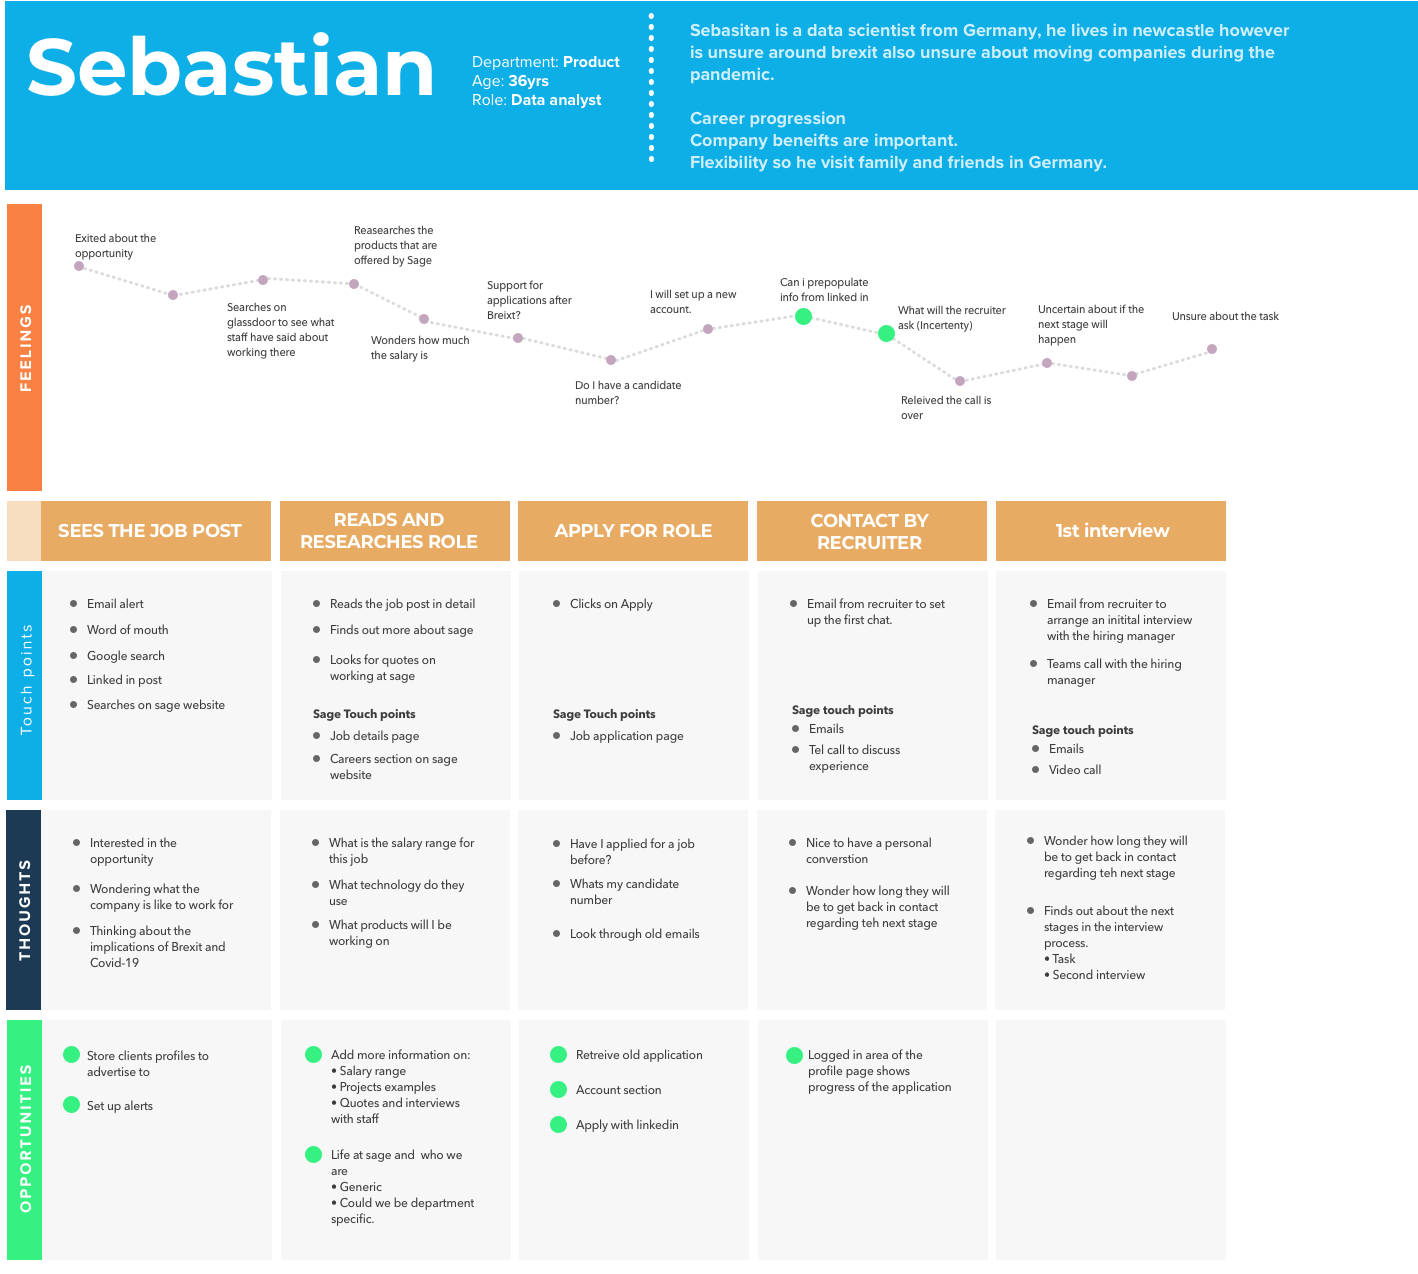 Sebastian
Department: Product
Age: 36yrs
Role: Data analyst
Sebasitan is a data scientist from Germany, he lives in newcastle however
is unsure around brexit also unsure about moving companies during the
pandemic.
Career progression
Company beneifts are important.
Flexibility so he visit family and friends in Germany.
FEELINGS
Exited about the
opportunity
Searches on
glassdoor to see what
staff have said about
working there
Reasearches the
products that are
offered by Sage
Wonders how much
the salary is
Support for
applications after
Breixt?
Do I have a candidate
number?
I will set up a new
account.
Can i prepopulate
info from linked in
What will the recruiter
ask (Incertenty)
Releived the call is
over
Uncertain about if the
next stage will
happen
Unsure about the task
SEES THE JOB POST
READS AND
RESEARCHES ROLE
APPLY FOR ROLE
CONTACT BY
RECRUITER
1st interview
Touch points
• Email alert
• Word of mouth
• Google search
• Linked in post
• Searches on sage website
• Reads the job post in detail
• Finds out more about sage
• Looks for quotes on
working at sage
Sage Touch points
• Job details page
• Careers section on sage
website
• Clicks on Apply
Sage Touch points
• Job application page
• Email from recruiter to set
up the first chat.
Sage touch points
• Emails
• Tel call to discuss
experience
• Email from recruiter to
arrange an initital interview
with the hiring manager
• Teams call with the hiring
manager
Sage touch points
• Emails
• Video call
THOUGHTS
• Interested in the
opportunity
• Wondering what the
company is like to work for
• Thinking about the
implications of Brexit and
Covid-19
• What is the salary range for
this job
• What technology do they
use
• What products will I be
working on
• Have I applied for a job
before?
• Whats my candidate
number
• Look through old emails
• Nice to have a personal
converstion
• Wonder how long they will
be to get back in contact
regarding teh next stage
• Wonder how long they will
be to get back in contact
regarding teh next stage
• Finds out about the next
stages in the interview
process.
• Task
• Second interview
OPPORTUNITIES
Store clients profiles to
advertise to
Set up alerts
Add more information on:
• Salary range
• Projects examples
• Quotes and interviews
with staff
Life at sage and who we
are
• Generic
• Could we be department
specific.
Retreive old application
Account section
Apply with linkedin
Logged in area of the
profile page shows
progress of the application